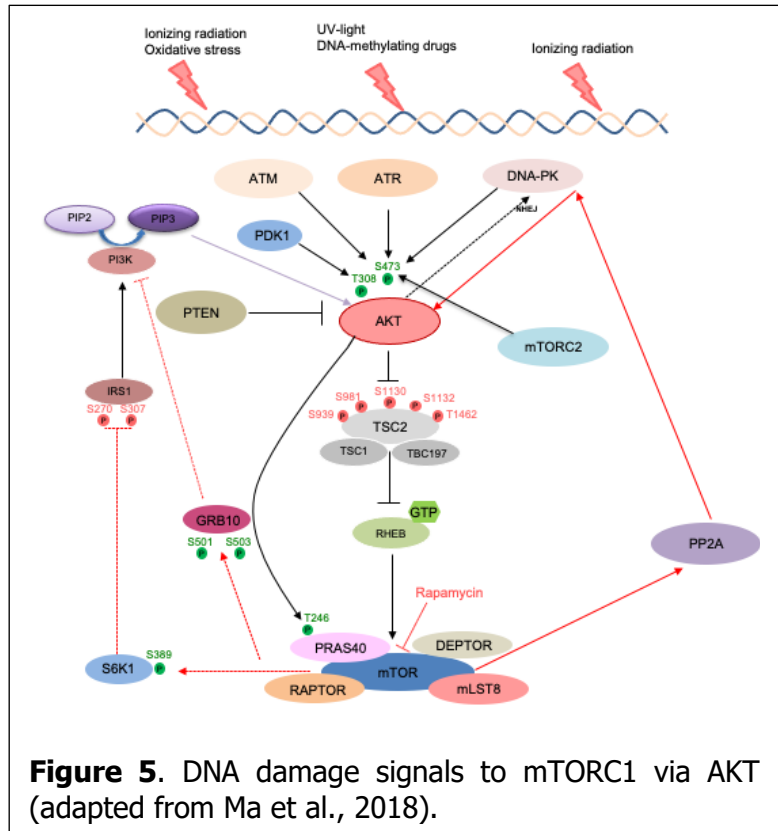 Ionizing radiation
Oxidative stress
UV-light
DNA-methylating drugs
Ionizing radiation
ATM
ATR
DNA-PK
NHEJ
PIP2
PIP3
PDK1
PI3K
S473
P
T308
P
PTEN
AKT
mTORC2
IRS1
S270
S307
P
P
S939
S981
S1130
S1132
T1462
P
P
P
P
P
TSC2
TSC1
TBC197
GTP
RHEB
GRB10
S501
S503
P
P
PP2A
Rapamycin
T246
P
PRAS40
DEPTOR
mTOR
RAPTOR
mLST8
S6K1
S389
P
Figure 5. DNA damage signals to mTORC1 via AKT
(adapted from Ma et al., 2018).